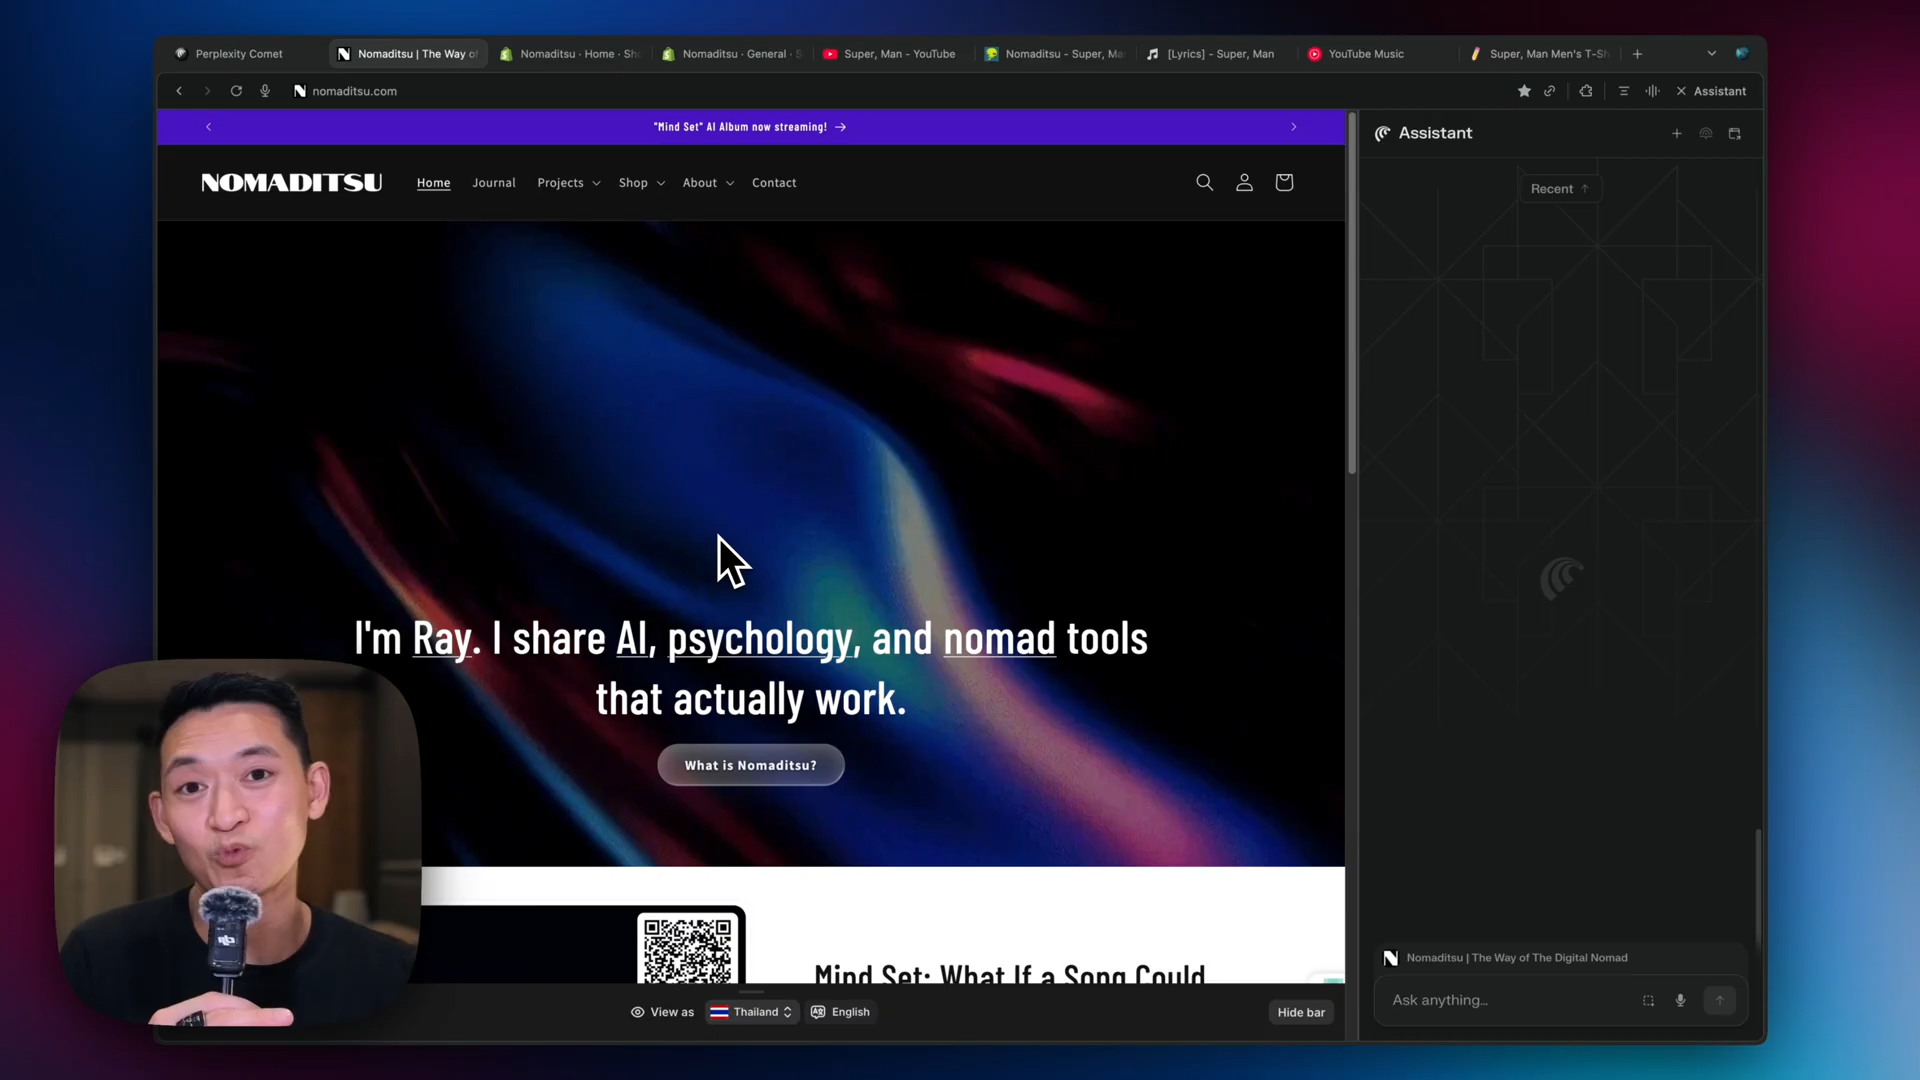 Perplexity Comet
Nomaditsu | The Way of
Nomaditsu · Home · Sho
Nomaditsu · General · S
Super, Man - YouTube
Nomaditsu - Super, Ma
[Lyrics] - Super, Man
YouTube Music
Super, Man Men's T-Sh
nomaditsu.com
Assistant
"Mind Set" AI Album now streaming!
NOMADITSU
Home
Journal
Projects
Shop
About
Contact
I'm Ray. I share AI, psychology, and nomad tools
that actually work.
What is Nomaditsu?
Mind Set: What If a Song Could
View as
Thailand
English
Hide bar
Assistant
Recent
Nomaditsu | The Way of The Digital Nomad
Ask anything...